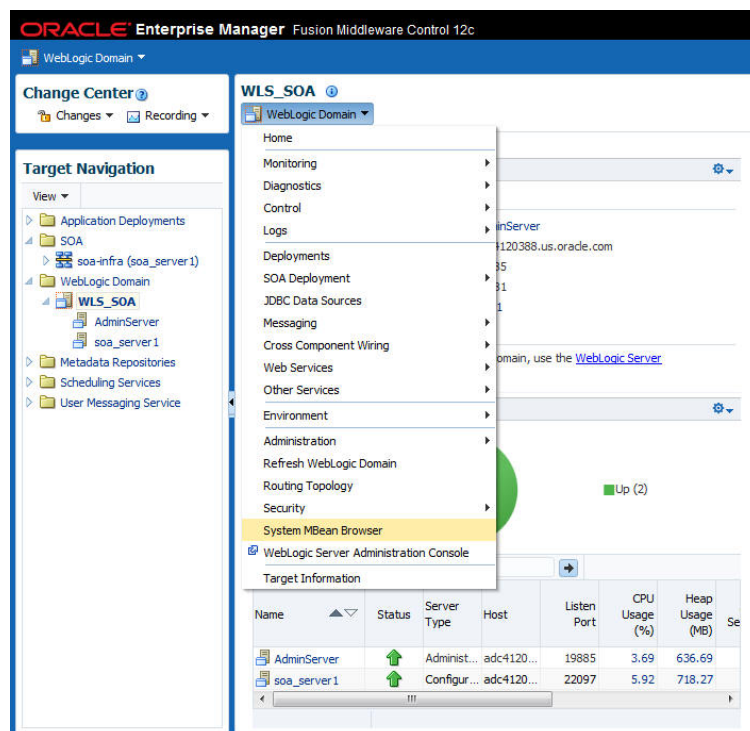 ORACLE Enterprise Manager Fusion Middleware Control 12c
WebLogic Domain
Change Center
Changes Recording
Target Navigation
View
Application Deployments
SOA
soa-infra (soa_server1)
WebLogic Domain
WLS_SOA
AdminServer
soa_server1
Metadata Repositories
Scheduling Services
User Messaging Service
WLS_SOA
WebLogic Domain
Home
Monitoring
Diagnostics
Control
Logs
Deployments
SOA Deployment
JDBC Data Sources
Messaging
Cross Component Wiring
Web Services
Other Services
Environment
Administration
Refresh WebLogic Domain
Routing Topology
Security
System MBean Browser
WebLogic Server Administration Console
Target Information
inServer
4120388.us.oracle.com
35
31
1
omain, use the WebLogic Server
Up (2)
Name Status Server Type Host Listen Port CPU Usage (%) Heap Usage (MB) Se
AdminServer Administ... adc4120... 19885 3.69 636.69
soa_server1 Configur... adc4120... 22097 5.92 718.27